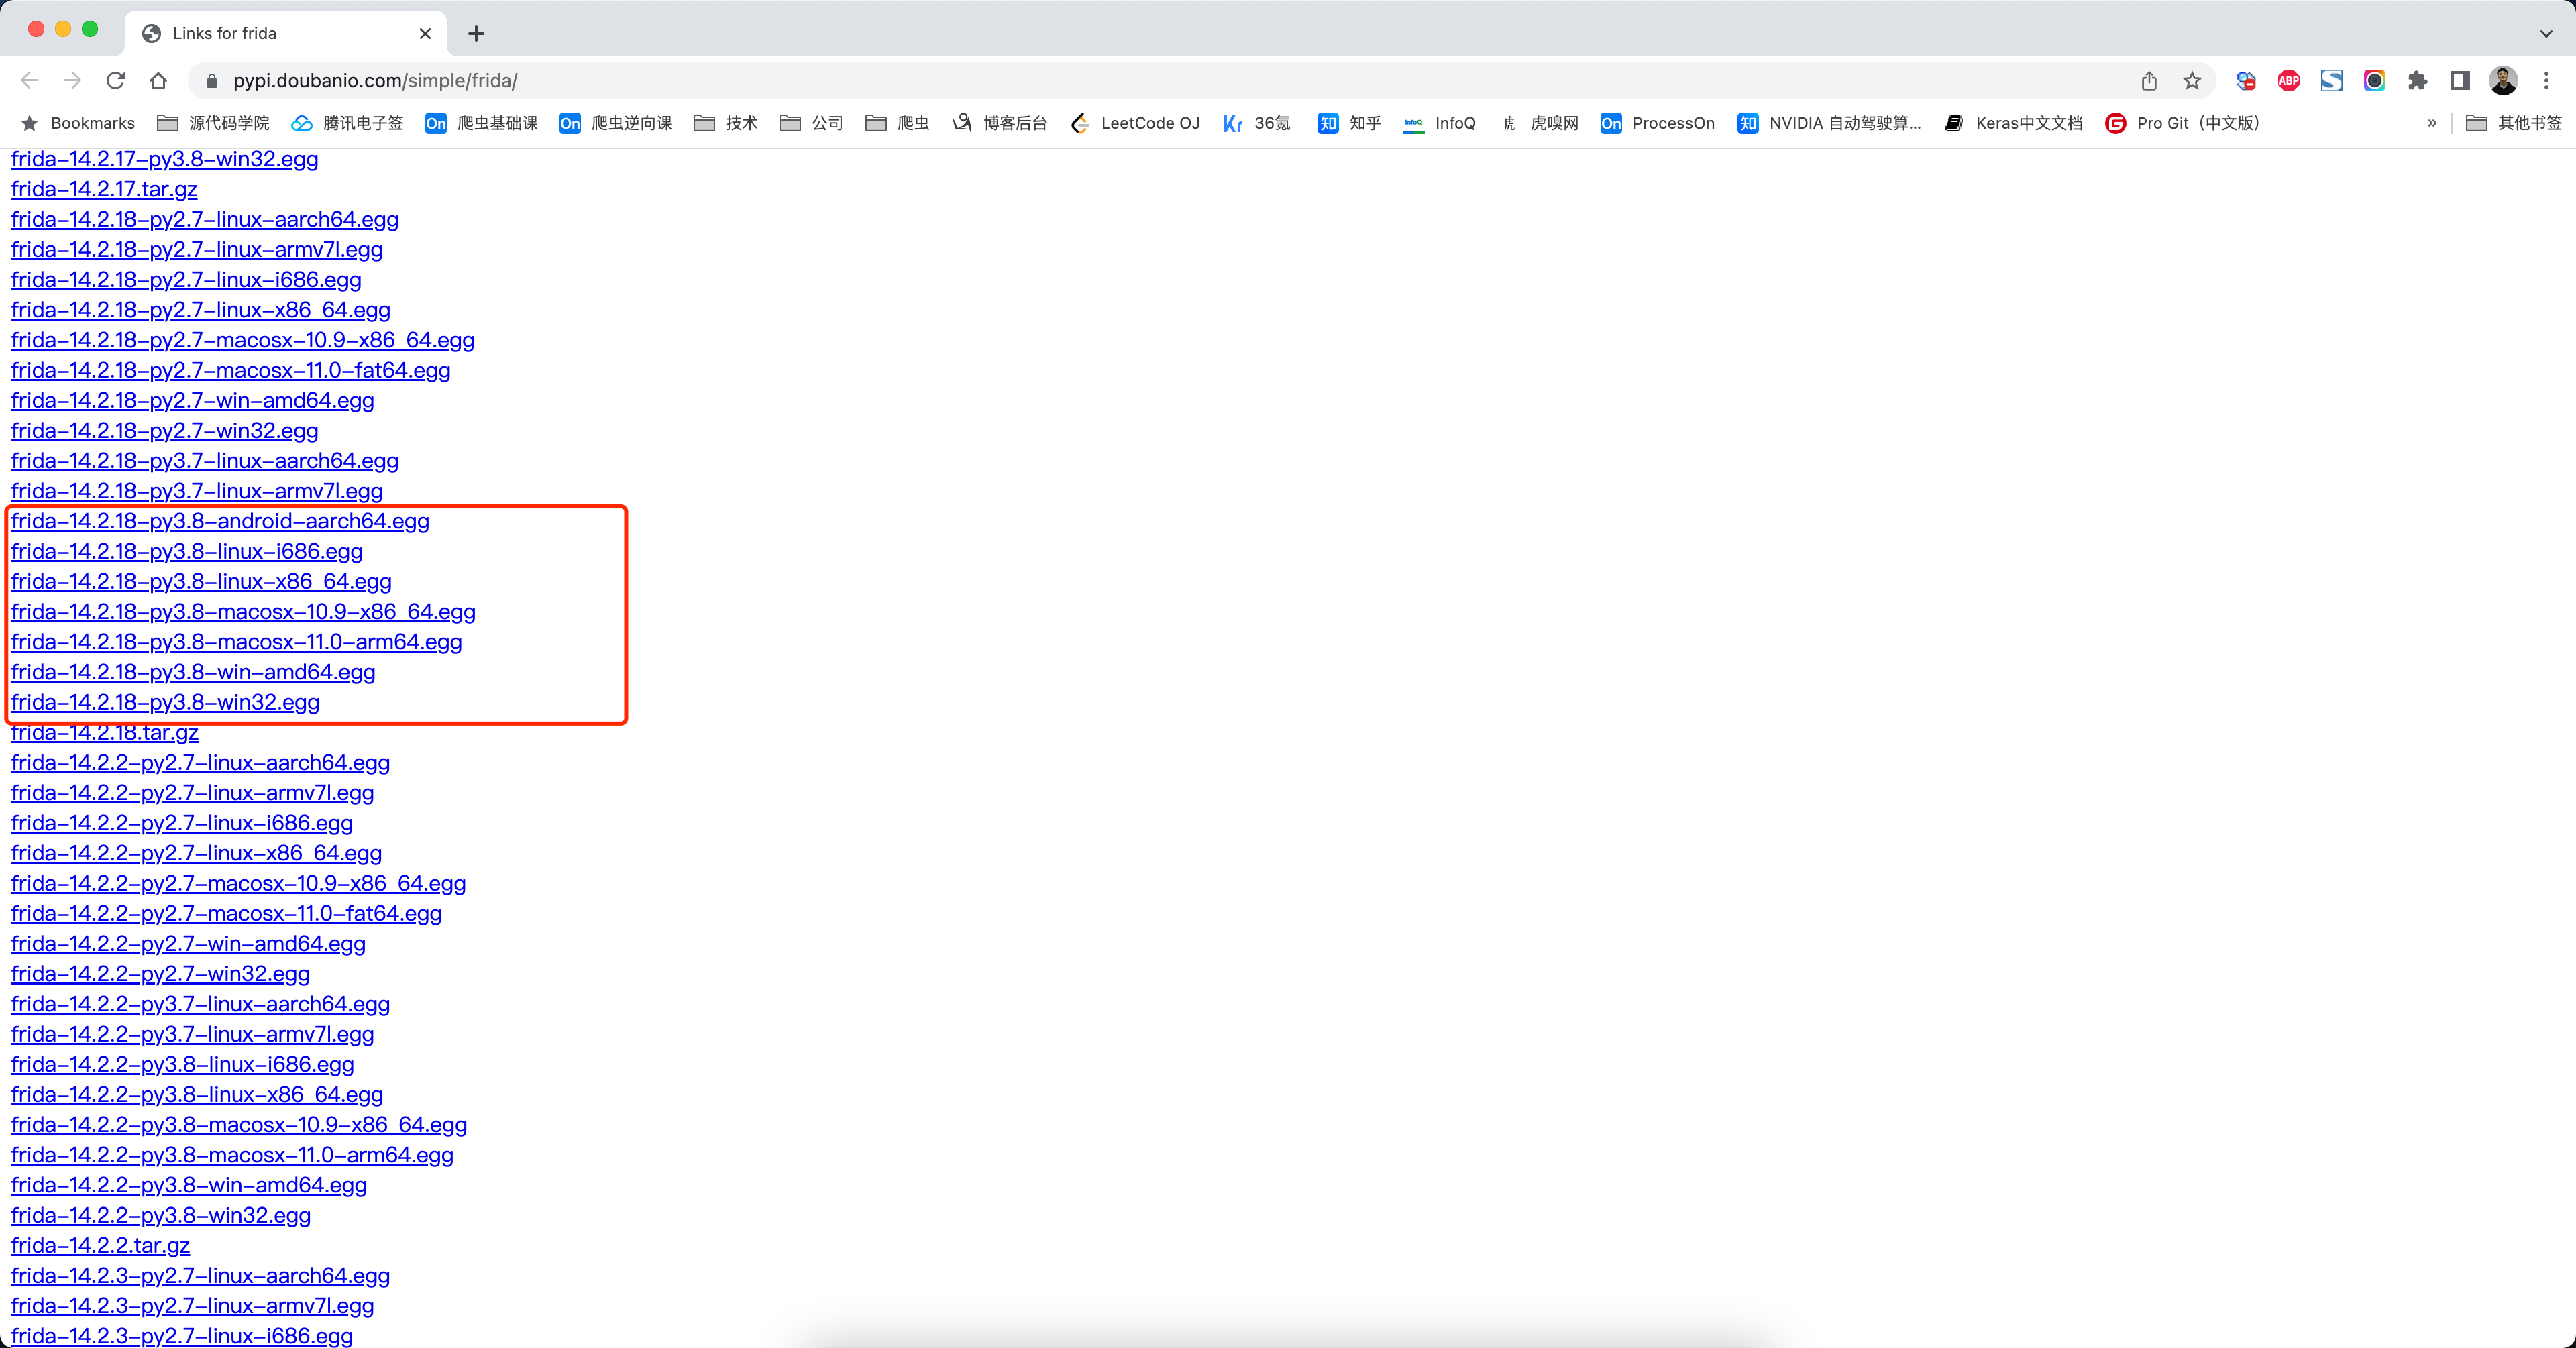 Links for frida
pypi.doubanio.com/simple/frida/
ABP
Bookmarks 源代码学院 腾讯电子签 On 爬虫基础课 On 爬虫逆向课 技术 公司 爬虫 博客后台 LeetCode OJ Kr 36氪 知 知乎 InfoQ InfoQ 虎嗅网 On ProcessOn 知 NVIDIA 自动驾驶算... Keras中文文档 Pro Git（中文版） » 其他书签
frida-14.2.17-py3.8-win32.egg
frida-14.2.17.tar.gz
frida-14.2.18-py2.7-linux-aarch64.egg
frida-14.2.18-py2.7-linux-armv7l.egg
frida-14.2.18-py2.7-linux-i686.egg
frida-14.2.18-py2.7-linux-x86_64.egg
frida-14.2.18-py2.7-macosx-10.9-x86_64.egg
frida-14.2.18-py2.7-macosx-11.0-fat64.egg
frida-14.2.18-py2.7-win-amd64.egg
frida-14.2.18-py2.7-win32.egg
frida-14.2.18-py3.7-linux-aarch64.egg
frida-14.2.18-py3.7-linux-armv7l.egg
frida-14.2.18-py3.8-android-aarch64.egg
frida-14.2.18-py3.8-linux-i686.egg
frida-14.2.18-py3.8-linux-x86_64.egg
frida-14.2.18-py3.8-macosx-10.9-x86_64.egg
frida-14.2.18-py3.8-macosx-11.0-arm64.egg
frida-14.2.18-py3.8-win-amd64.egg
frida-14.2.18-py3.8-win32.egg
frida-14.2.18.tar.gz
frida-14.2.2-py2.7-linux-aarch64.egg
frida-14.2.2-py2.7-linux-armv7l.egg
frida-14.2.2-py2.7-linux-i686.egg
frida-14.2.2-py2.7-linux-x86_64.egg
frida-14.2.2-py2.7-macosx-10.9-x86_64.egg
frida-14.2.2-py2.7-macosx-11.0-fat64.egg
frida-14.2.2-py2.7-win-amd64.egg
frida-14.2.2-py2.7-win32.egg
frida-14.2.2-py3.7-linux-aarch64.egg
frida-14.2.2-py3.7-linux-armv7l.egg
frida-14.2.2-py3.8-linux-i686.egg
frida-14.2.2-py3.8-linux-x86_64.egg
frida-14.2.2-py3.8-macosx-10.9-x86_64.egg
frida-14.2.2-py3.8-macosx-11.0-arm64.egg
frida-14.2.2-py3.8-win-amd64.egg
frida-14.2.2-py3.8-win32.egg
frida-14.2.2.tar.gz
frida-14.2.3-py2.7-linux-aarch64.egg
frida-14.2.3-py2.7-linux-armv7l.egg
frida-14.2.3-py2.7-linux-i686.egg